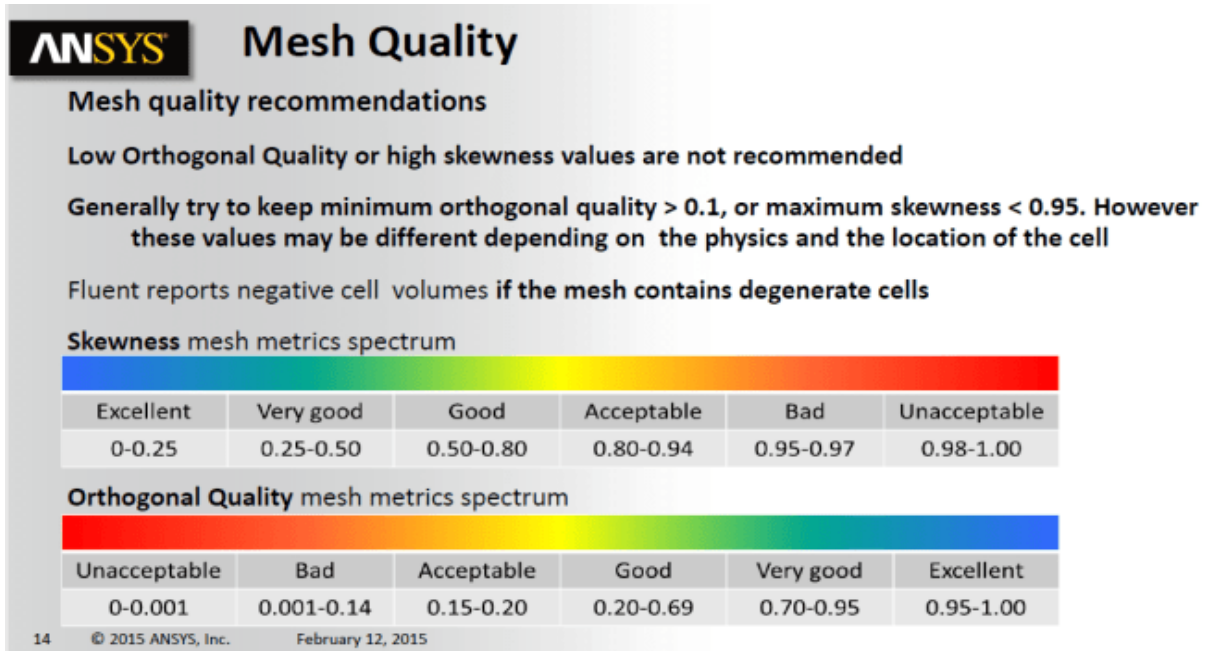 ANSYS Mesh Quality
Mesh quality recommendations
Low Orthogonal Quality or high skewness values are not recommended
Generally try to keep minimum orthogonal quality > 0.1, or maximum skewness < 0.95. However
these values may be different depending on the physics and the location of the cell
Fluent reports negative cell volumes if the mesh contains degenerate cells
Skewness mesh metrics spectrum
Excellent Very good Good Acceptable Bad Unacceptable
0-0.25 0.25-0.50 0.50-0.80 0.80-0.94 0.95-0.97 0.98-1.00
Orthogonal Quality mesh metrics spectrum
Unacceptable Bad Acceptable Good Very good Excellent
0-0.001 0.001-0.14 0.15-0.20 0.20-0.69 0.70-0.95 0.95-1.00
14 © 2015 ANSYS, Inc. February 12, 2015